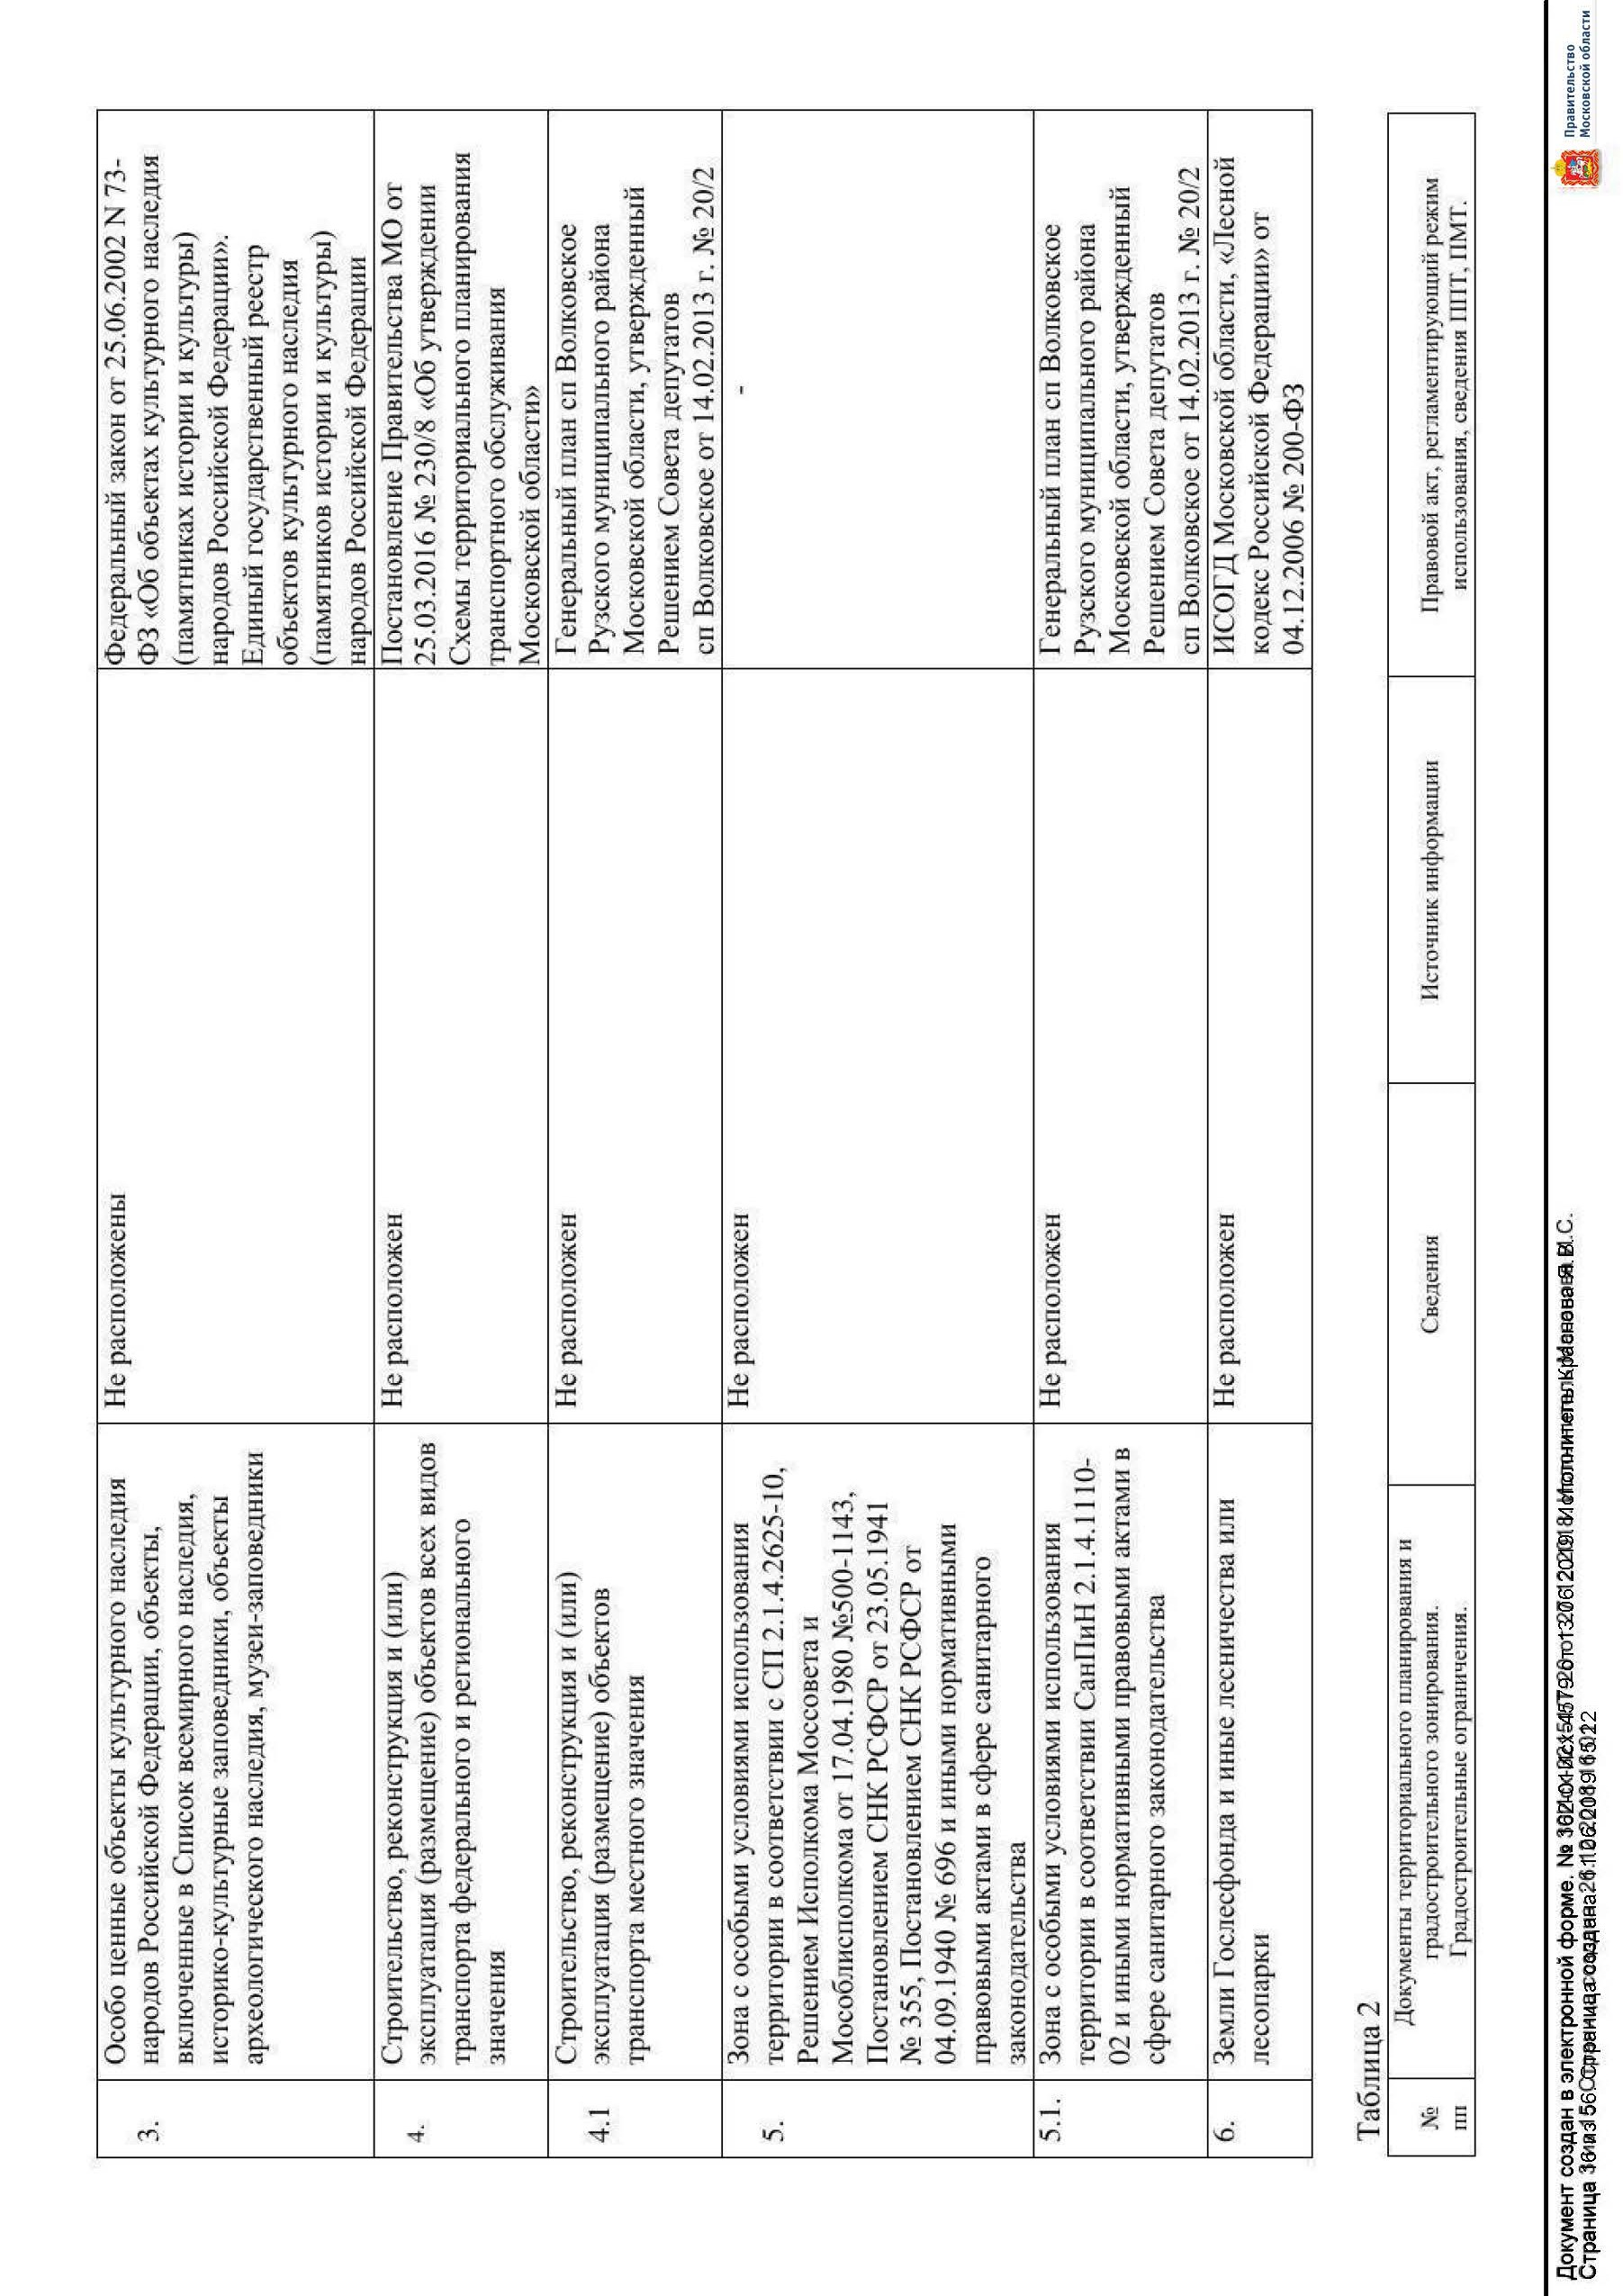 3.
Особо ценные объекты культурного наследия
народов Российской Федерации, объекты,
включенные в Список всемирного наследия,
историко-культурные заповедники, объекты
археологического наследия, музеи-заповедники
Не расположены
Федеральный закон от 25.06.2002 N 73-
ФЗ «Об объектах культурного наследия
(памятниках истории и культуры)
народов Российской Федерации».
Единый государственный реестр
объектов культурного наследия
(памятников истории и культуры)
народов Российской Федерации
4.
Строительство, реконструкция и (или)
эксплуатация (размещение) объектов всех видов
транспорта федерального и регионального
значения
Не расположен
Постановление Правительства МО от
25.03.2016 № 230/8 «Об утверждении
Схемы территориального планирования
транспортного обслуживания
Московской области»
4.1
Строительство, реконструкция и (или)
эксплуатация (размещение) объектов
транспорта местного значения
Не расположен
Генеральный план сп Волковское
Рузского муниципального района
Московской области, утвержденный
Решением Совета депутатов
сп Волковское от 14.02.2013 г. № 20/2
5.
Зона с особыми условиями использования
территории в соответствии с СП 2.1.4.2625-10,
Решением Исполкома Моссовета и
Мособлисполкома от 17.04.1980 №500-1143,
Постановлением СНК РСФСР от 23.05.1941
№ 355, Постановлением СНК РСФСР от
04.09.1940 № 696 и иными нормативными
правовыми актами в сфере санитарного
законодательства
Не расположен
-
5.1.
Зона с особыми условиями использования
территории в соответствии СанПиН 2.1.4.1110-
02 и иными нормативными правовыми актами в
сфере санитарного законодательства
Не расположен
Генеральный план сп Волковское
Рузского муниципального района
Московской области, утвержденный
Решением Совета депутатов
сп Волковское от 14.02.2013 г. № 20/2
6.
Земли Гослесфонда и иные лесничества или
лесопарки
Не расположен
ИСОГД Московской области, «Лесной
кодекс Российской Федерации» от
04.12.2006 № 200-ФЗ
Таблица 2
№
пп
Документы территориального планирования и
градостроительного зонирования.
Градостроительные ограничения.
Сведения
Источник информации
Правовой акт, регламентирующий режим
использования, сведения ППТ, ПМТ.
Документ создан в электронной форме. №
Страница
Правительство
Московской области